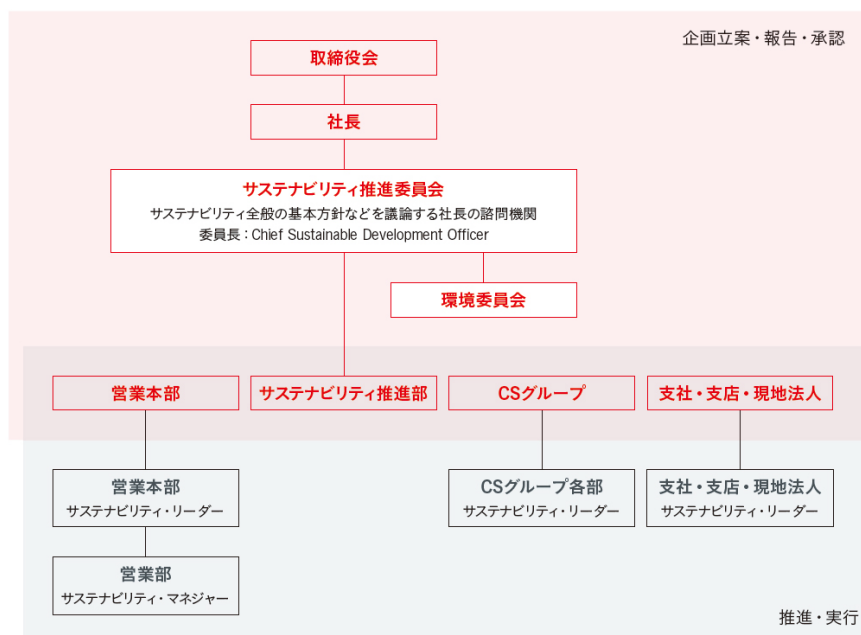 企画立案・報告・承認
取締役会
社長
サステナビリティ推進委員会
サステナビリティ全般の基本方針などを議論する社長の諮問機関
委員長：Chief Sustainable Development Officer
環境委員会
営業本部
サステナビリティ推進部
CSグループ
支社・支店・現地法人
営業本部
サステナビリティ・リーダー
CSグループ各部
サステナビリティ・リーダー
支社・支店・現地法人
サステナビリティ・リーダー
営業部
サステナビリティ・マネジャー
推進・実行